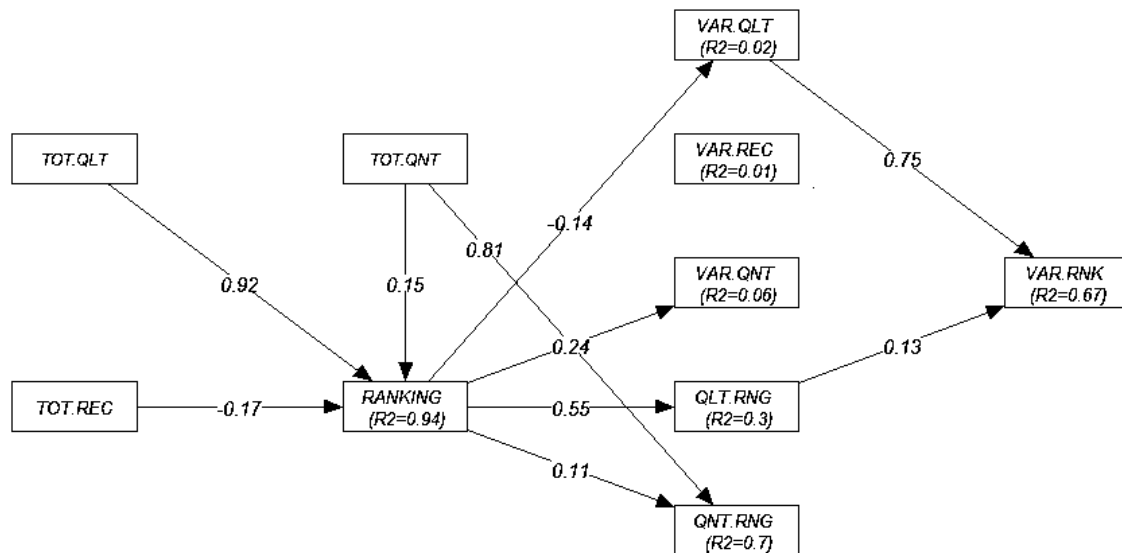 VAR.QLT
(R2=0.02)
TOT.QLT
TOT.QNT
VAR.REC
(R2=0.01)
0.75
-0.14
0.81
0.92
0.15
VAR.QNT
(R2=0.06)
VAR.RNK
(R2=0.67)
0.24
0.13
TOT.REC
-0.17
RANKING
(R2=0.94)
0.55
QLT.RNG
(R2=0.3)
0.11
QNT.RNG
(R2=0.7)